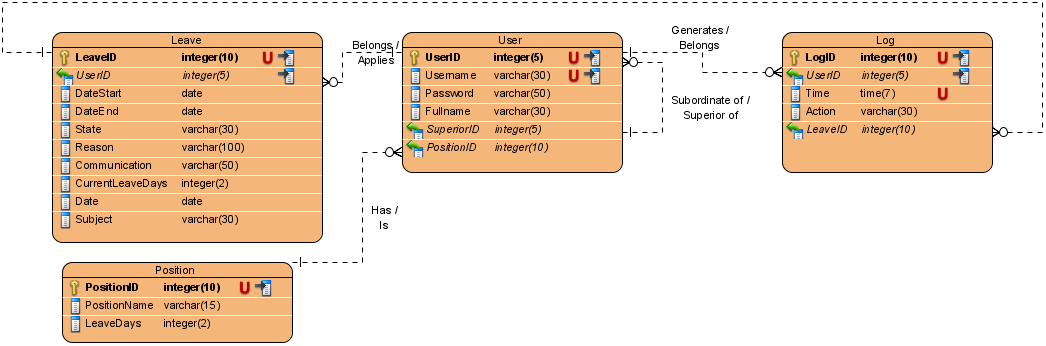 Leave
LeaveID integer(10) U
UserID integer(5)
DateStart date
DateEnd date
State varchar(30)
Reason varchar(100)
Communication varchar(50)
CurrentLeaveDays integer(2)
Date date
Subject varchar(30)
Belongs /
Applies
User
UserID integer(5) U
Username varchar(30) U
Password varchar(50)
Fullname varchar(30)
SuperiorID integer(5)
PositionID integer(10)
Generates /
Belongs
Subordinate of /
Superior of
Log
LogID integer(10) U
UserID integer(5)
Time time(7) U
Action varchar(30)
LeaveID integer(10)
Has /
Is
Position
PositionID integer(10) U
PositionName varchar(15)
LeaveDays integer(2)